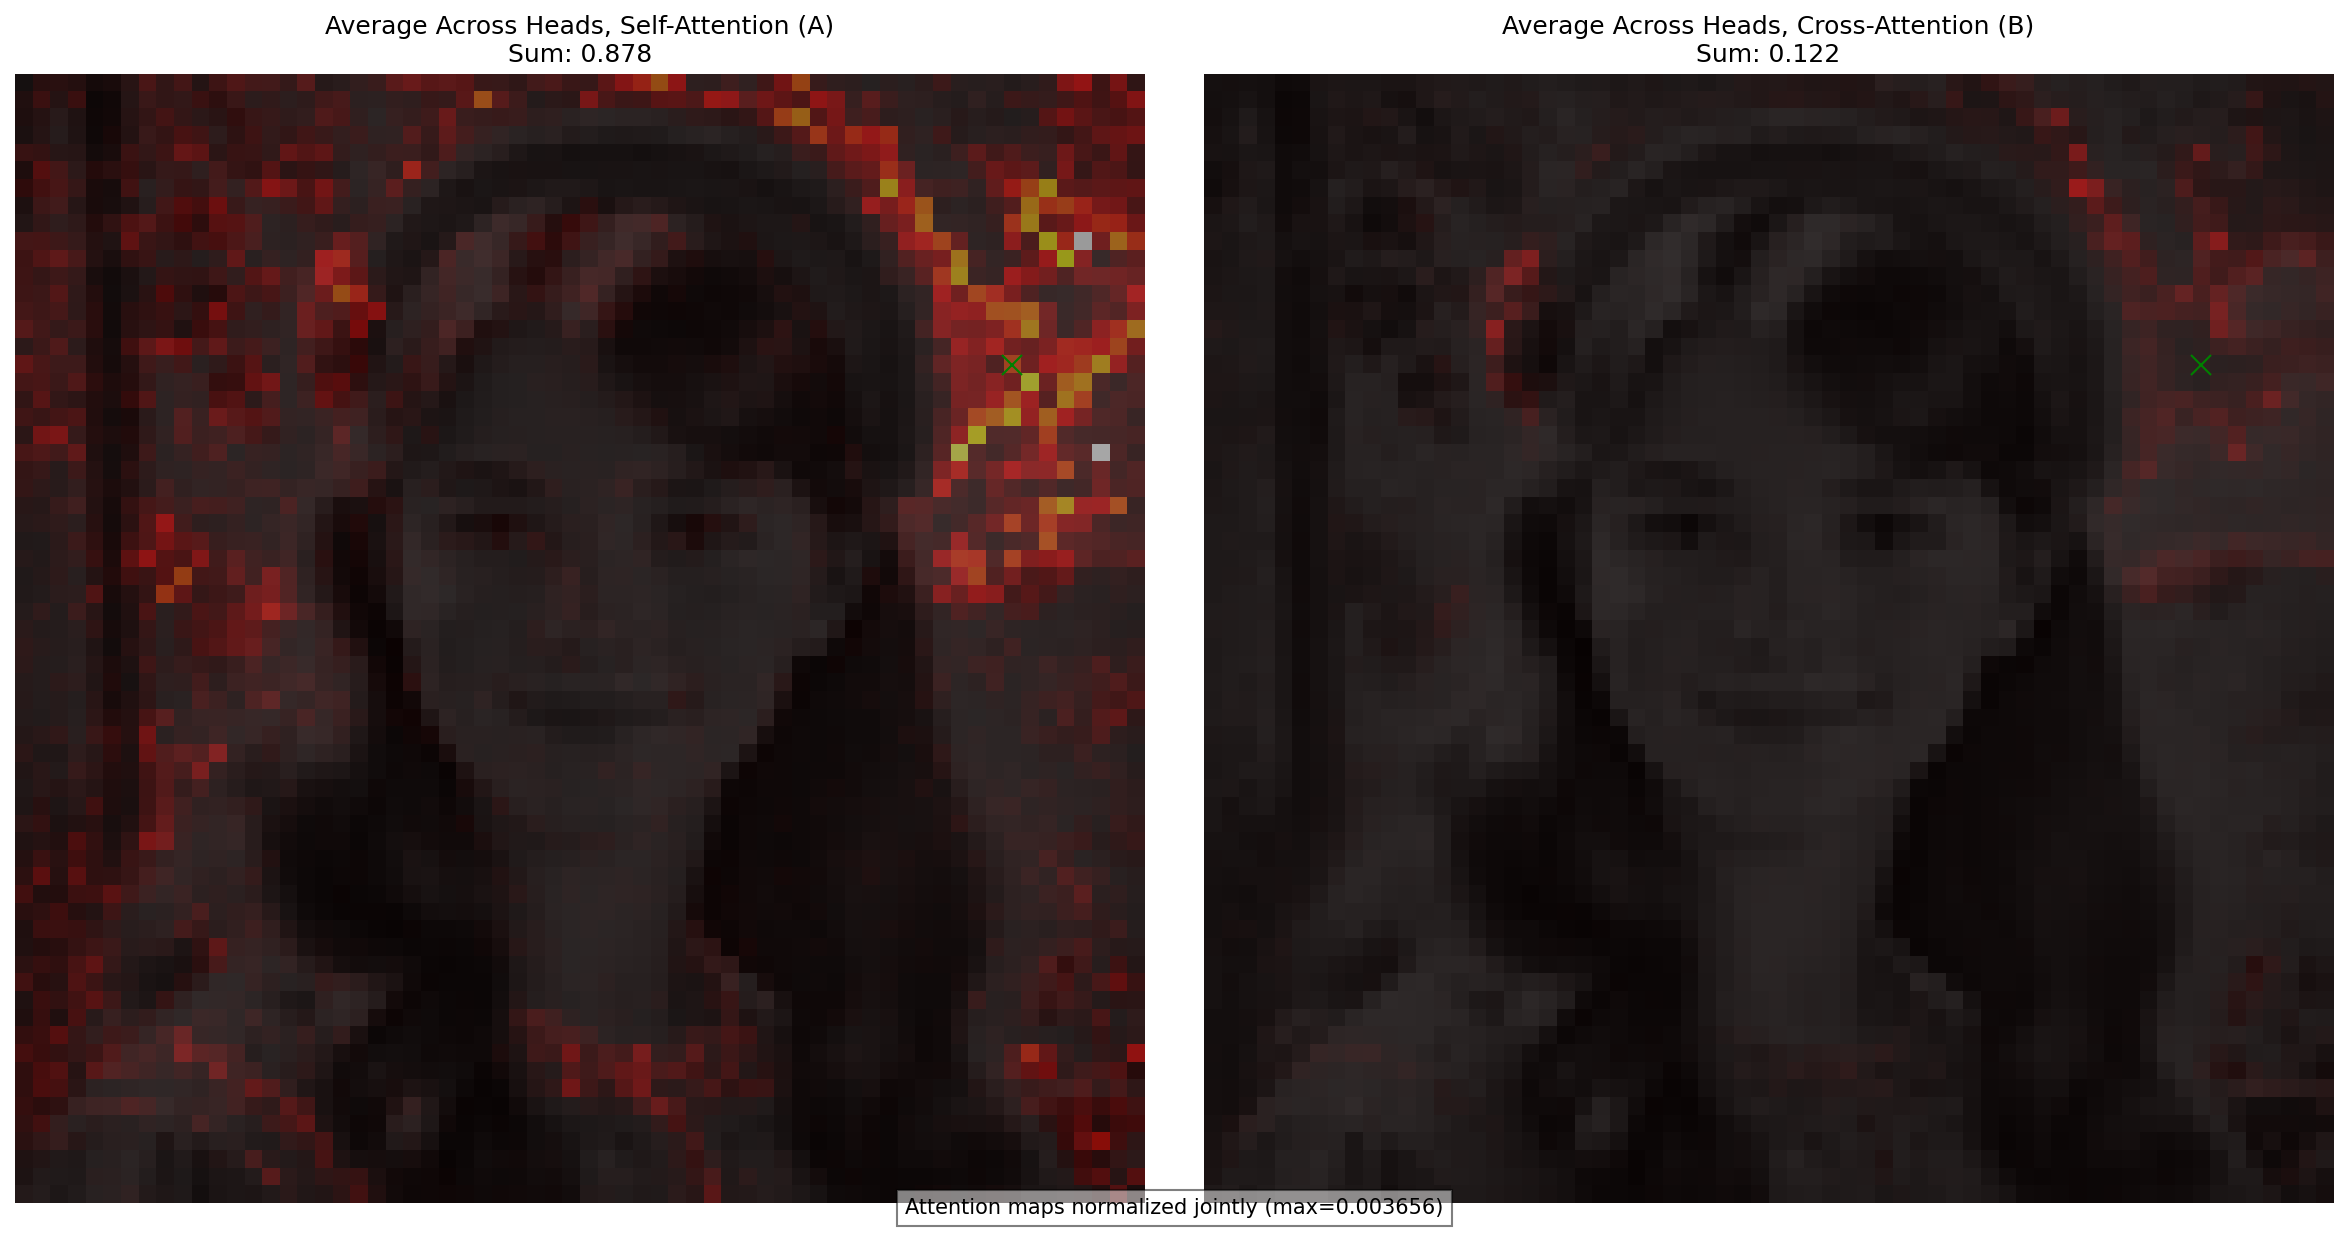 Average Across Heads, Self-Attention (A)
Sum: 0.878
Average Across Heads, Cross-Attention (B)
Sum: 0.122
Attention maps normalized jointly (max=0.003656)